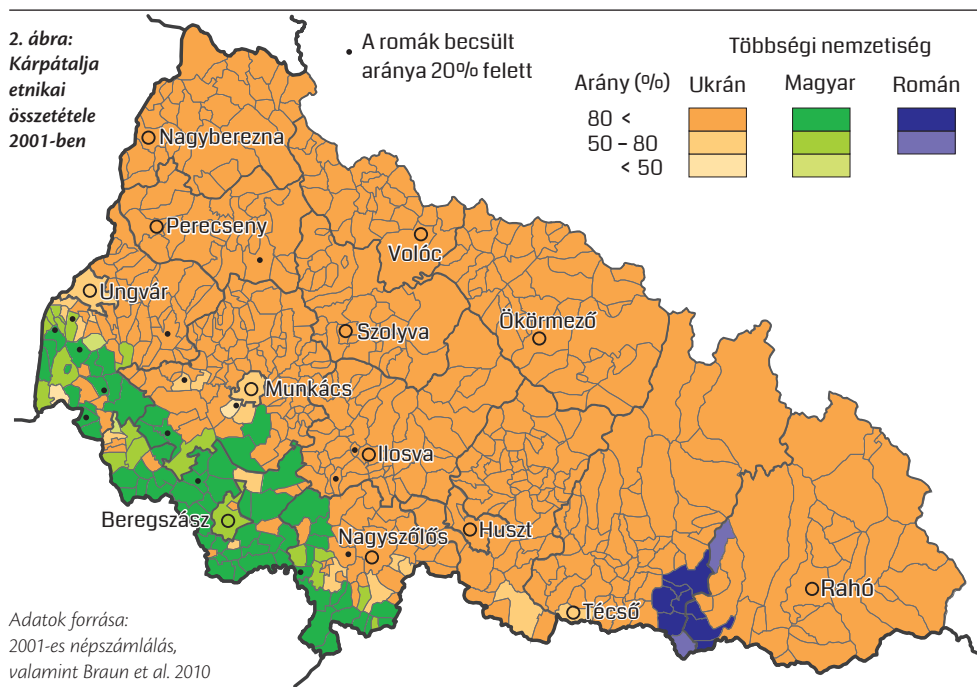 2. ábra:
Kárpátalja
etnikai
összetétele
2001-ben
A romák becsült
aránya 20% felett
Többségi nemzetiség
Arány (%) Ukrán Magyar Román
80 <
50 – 80
< 50
Nagyberezna
Perecseny
Volóc
Ungvár
Szolyva
Ökörmező
Munkács
Ilosva
Beregszász
Nagyszőlős
Huszt
Técső
Rahó
Adatok forrása:
2001-es népszámlálás,
valamint Braun et al. 2010